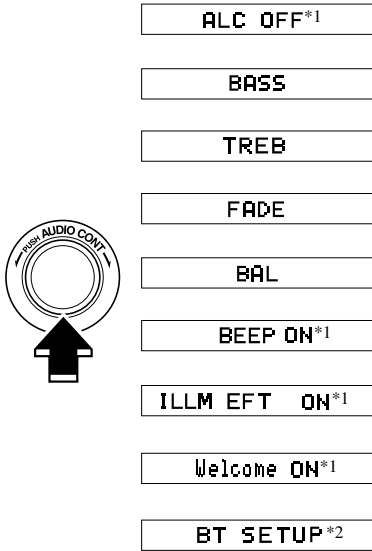 ALC OFF*1
BASS
TREB
FADE
PUSH AUDIO CONT
BAL
BEEP ON*1
ILLM EFT ON*1
Welcome ON*1
BT SETUP*2